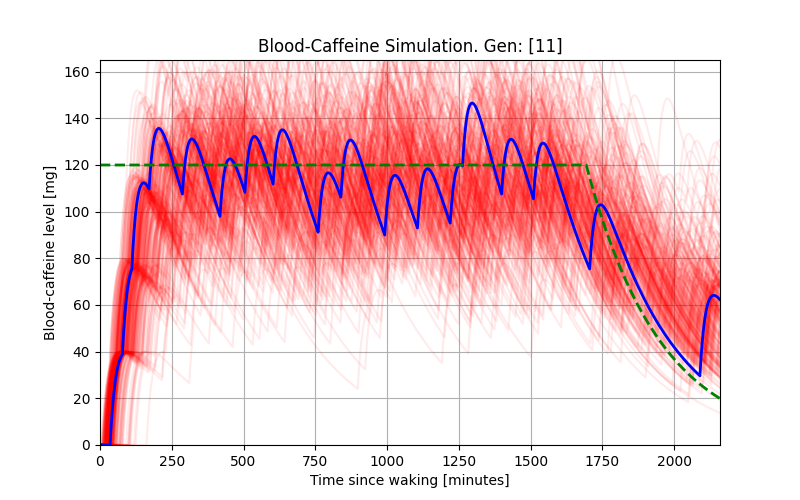 Blood-Caffeine Simulation. Gen: [11]
160
140
120
100
80
60
40
20
0
Blood-caffeine level [mg]
0 250 500 750 1000 1250 1500 1750 2000
Time since waking [minutes]